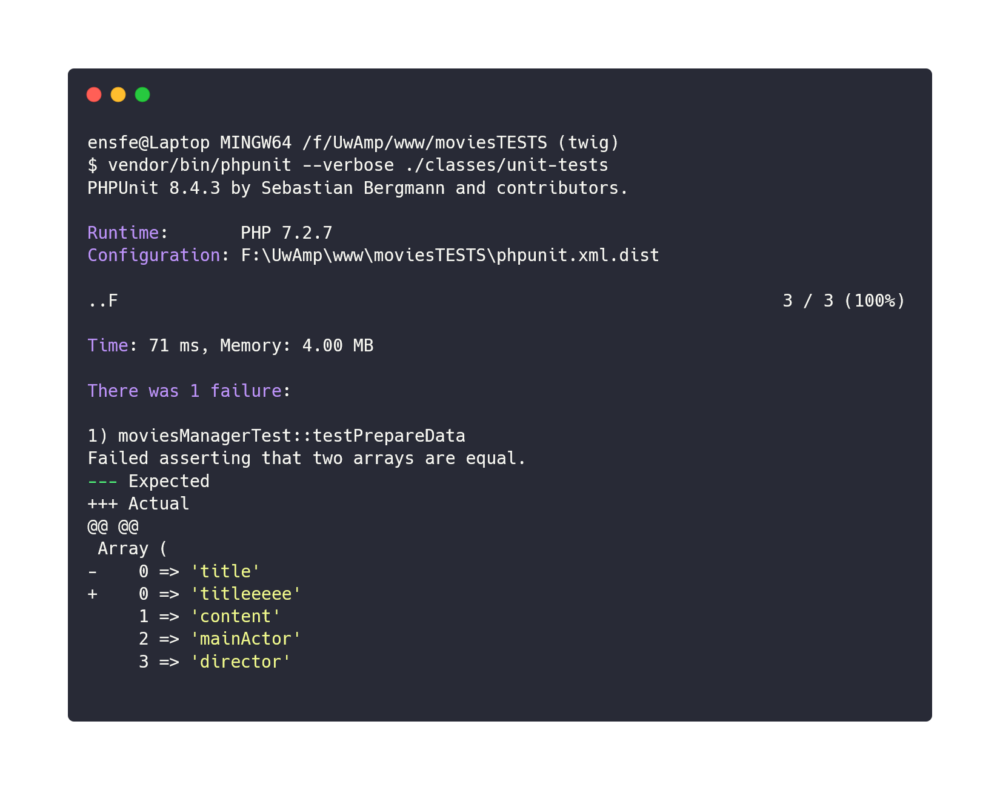 ensfe@Laptop MINGW64 /f/UwAmp/www/moviesTESTS (twig)
$ vendor/bin/phpunit --verbose ./classes/unit-tests
PHPUnit 8.4.3 by Sebastian Bergmann and contributors.
Runtime:       PHP 7.2.7
Configuration: F:\UwAmp\www\moviesTESTS\phpunit.xml.dist
..F                                                                 3 / 3 (100%)
Time: 71 ms, Memory: 4.00 MB
There was 1 failure:
1) moviesManagerTest::testPrepareData
Failed asserting that two arrays are equal.
--- Expected
+++ Actual
@@ @@
 Array (
-    0 => 'title'
+    0 => 'titleeeee'
     1 => 'content'
     2 => 'mainActor'
     3 => 'director'